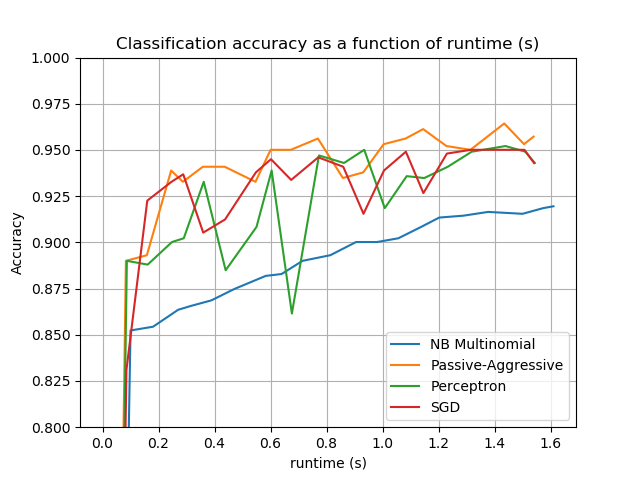 Classification accuracy as a function of runtime (s)
1.000
0.975
0.950
0.925
0.900
0.875
0.850
0.825
0.800
Accuracy
NB Multinomial
Passive-Aggressive
Perceptron
SGD
0.0 0.2 0.4 0.6 0.8 1.0 1.2 1.4 1.6
runtime (s)